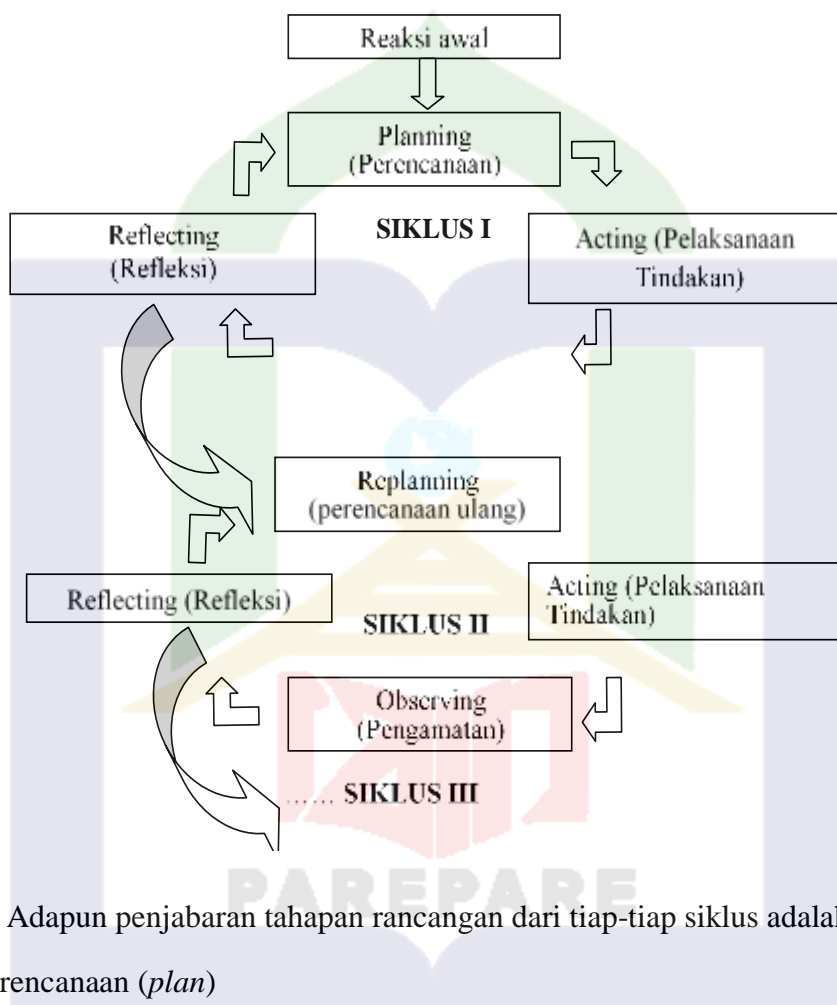 Reaksi awal
Planning
(Perencanaan)
SIKLUS I
Reflecting
(Refleksi)
Acting (Pelaksanaan
Tindakan)
Replanning
(perencanaan ulang)
Reflecting (Refleksi)
Acting (Pelaksanaan
Tindakan)
SIKLUS II
Observing
(Pengamatan)
...... SIKLUS III
PAREPARE
Adapun penjabaran tahapan rancangan dari tiap-tiap siklus adala
rencanaan (plan)